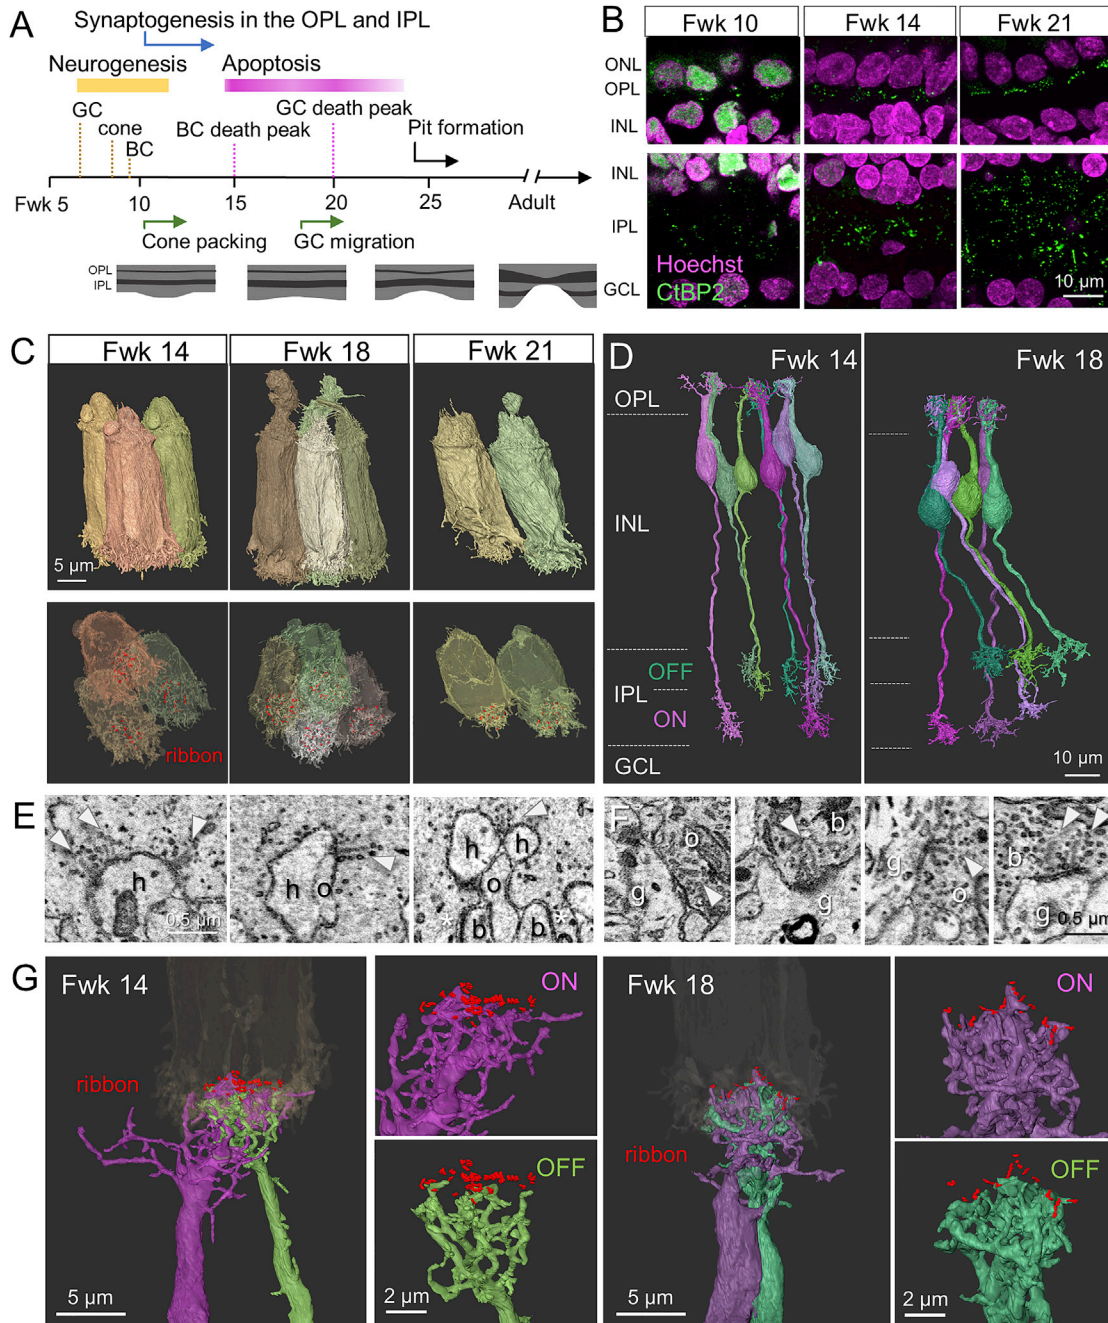 A
Synaptogenesis in the OPL and IPL
Neurogenesis
Apoptosis
GC
GC death peak
cone
BC death peak
Pit formation
BC
Fwk 5
10
15
20
25
Adult
Cone packing
GC migration
OPL
IPL
B
Fwk 10
Fwk 14
Fwk 21
ONL
OPL
INL
INL
IPL
GCL
Hoechst
CtBP2
10 µm
C
Fwk 14
Fwk 18
Fwk 21
5 µm
ribbon
D
Fwk 14
Fwk 18
OPL
INL
OFF
IPL
ON
GCL
10 µm
E
h
0.5 µm
h
o
h
h
o
*
b
b
*
F
o
g
b
g
g
o
b
g
0.5 µm
G
Fwk 14
ribbon
5 µm
ON
OFF
2 µm
Fwk 18
ribbon
5 µm
ON
OFF
2 µm